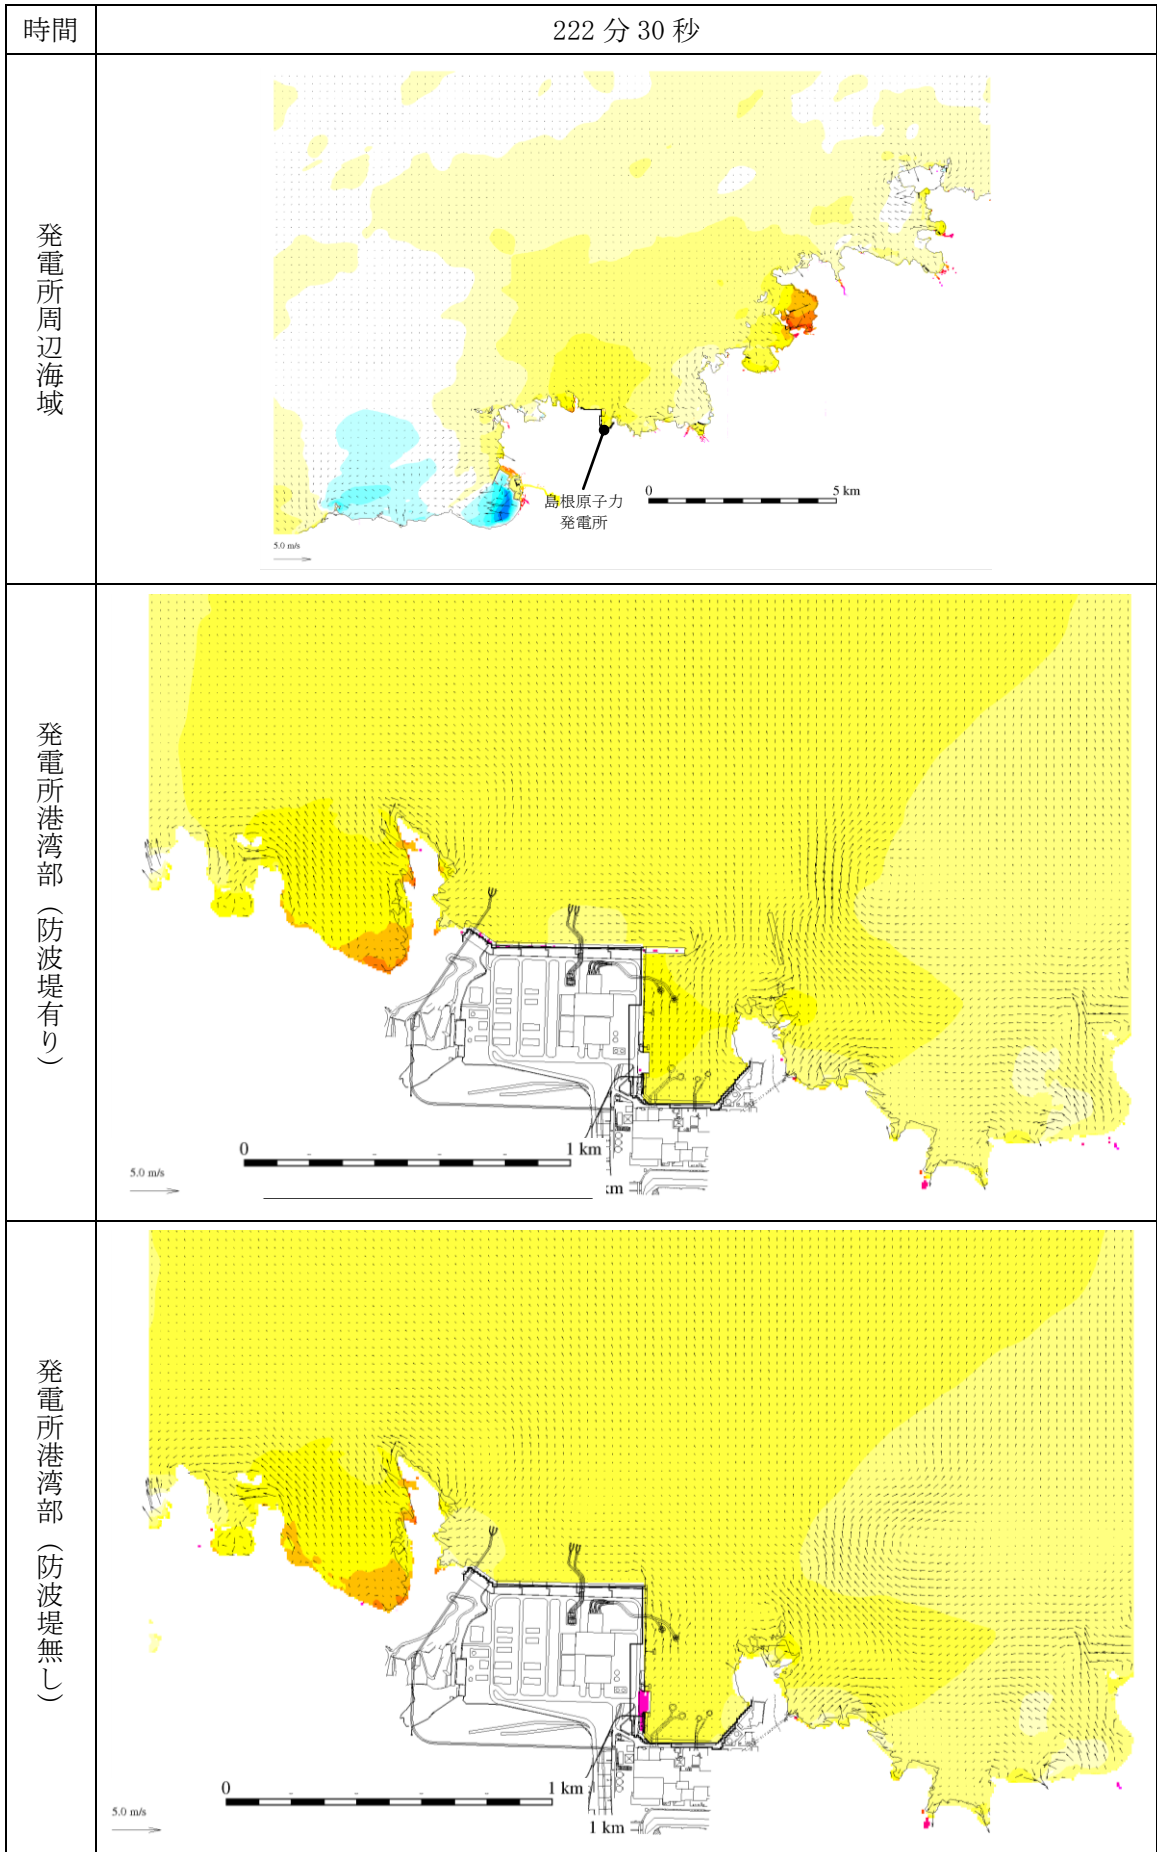 時間
222 分 30 秒
発電所周辺海域
島根原子力
発電所
0
5 km
5.0 m/s
発電所港湾部（防波堤有り）
0
1 km
5.0 m/s
km
発電所港湾部（防波堤無し）
0
1 km
5.0 m/s
1 km